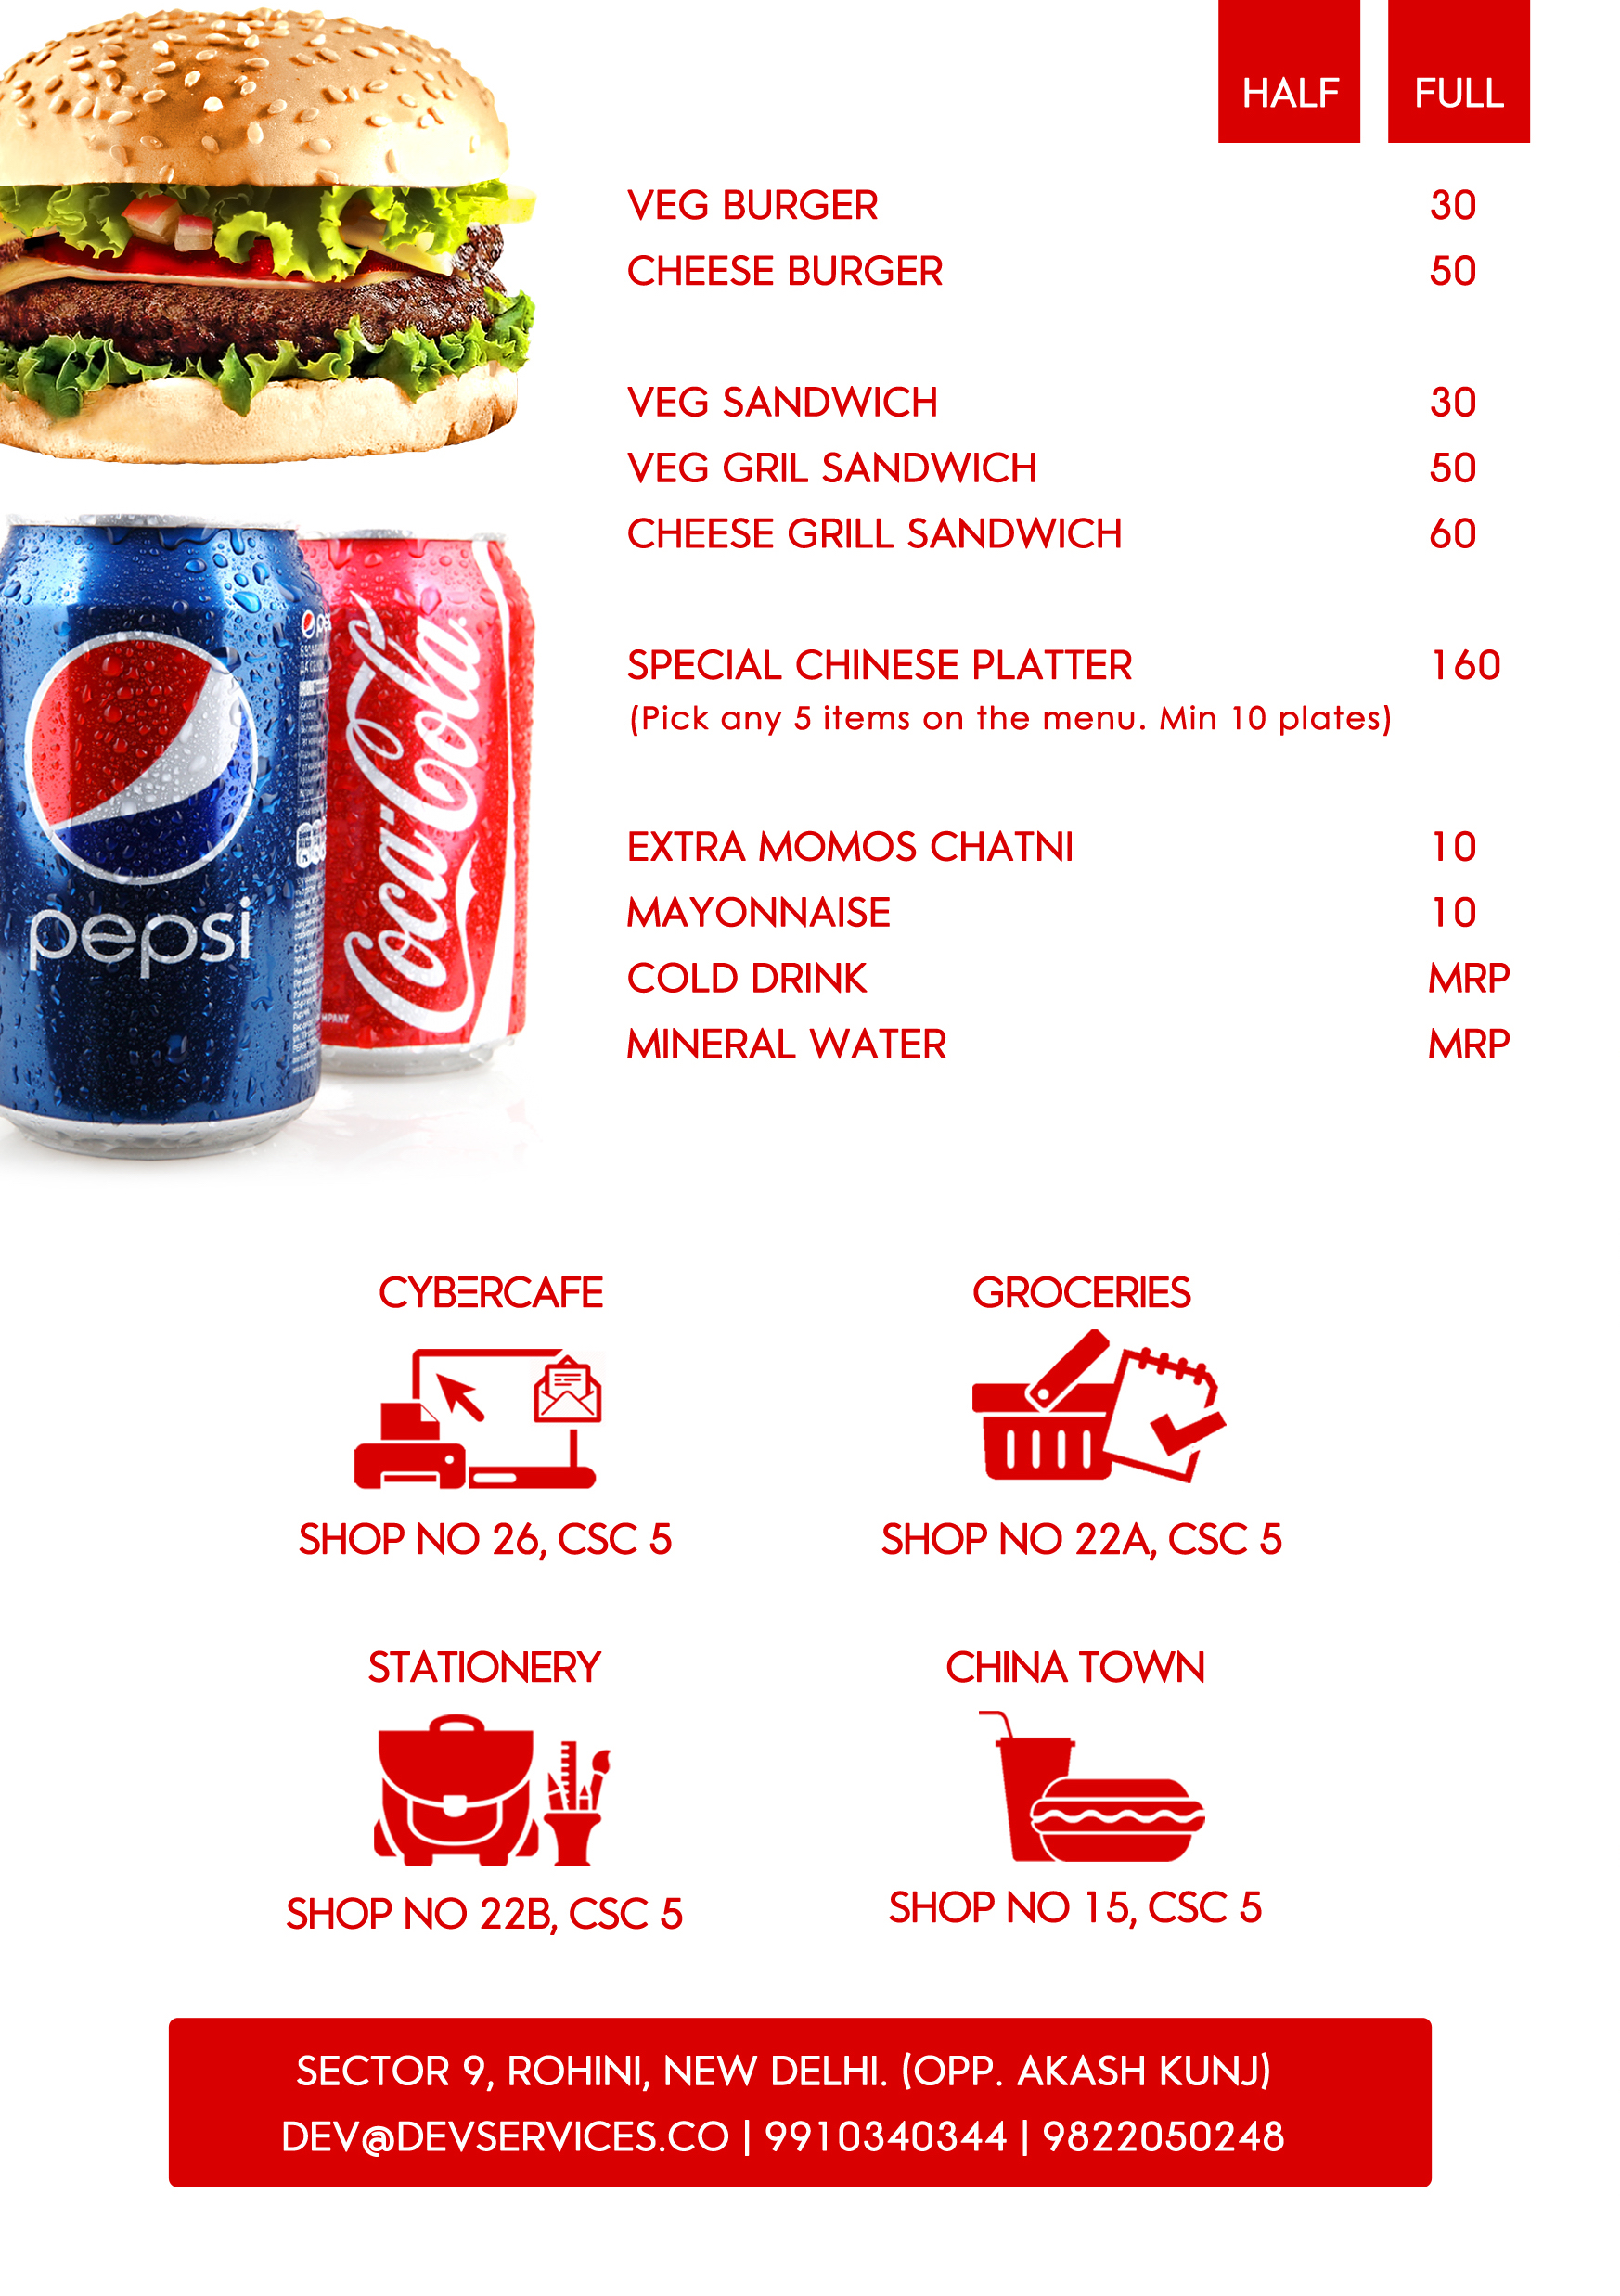 HALF FULL
VEG BURGER 30
CHEESE BURGER 50
VEG SANDWICH 30
VEG GRIL SANDWICH 50
CHEESE GRILL SANDWICH 60
SPECIAL CHINESE PLATTER 160
(Pick any 5 items on the menu. Min 10 plates)
EXTRA MOMOS CHATNI 10
MAYONNAISE 10
COLD DRINK MRP
MINERAL WATER MRP
pepsi
Coca-Cola
CYBERCAFE GROCERIES
SHOP NO 26, CSC 5 SHOP NO 22A, CSC 5
STATIONERY CHINA TOWN
SHOP NO 22B, CSC 5 SHOP NO 15, CSC 5
SECTOR 9, ROHINI, NEW DELHI. (OPP. AKASH KUNJ)
DEV@DEVSERVICES.CO | 9910340344 | 9822050248